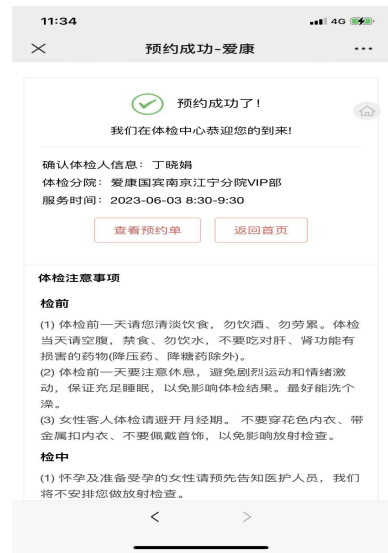 11:34
4G
预约成功-爱康
预约成功了!
我们在体检中心恭迎您的到来!
确认体检人信息: 丁晓娟
体检分院: 爱康国宾南京江宁分院VIP部
服务时间: 2023-06-03 8:30-9:30
查看预约单 返回首页
体检注意事项
检前
(1) 体检前一天请您清淡饮食, 勿饮酒、勿劳累。体检
当天请空腹, 禁食、勿饮水, 不要吃对肝、肾功能有
损害的药物(降压药、降糖药除外)。
(2) 体检前一天要注意休息, 避免剧烈运动和情绪激
动, 保证充足睡眠, 以免影响体检结果。最好能洗个
澡。
(3) 女性客人体检请避开月经期。 不要穿花色内衣、带
金属扣内衣、不要佩戴首饰, 以免影响放射检查。
检中
(1) 怀孕及准备受孕的女性请预先告知医护人员, 我们
将不安排您做放射检查。